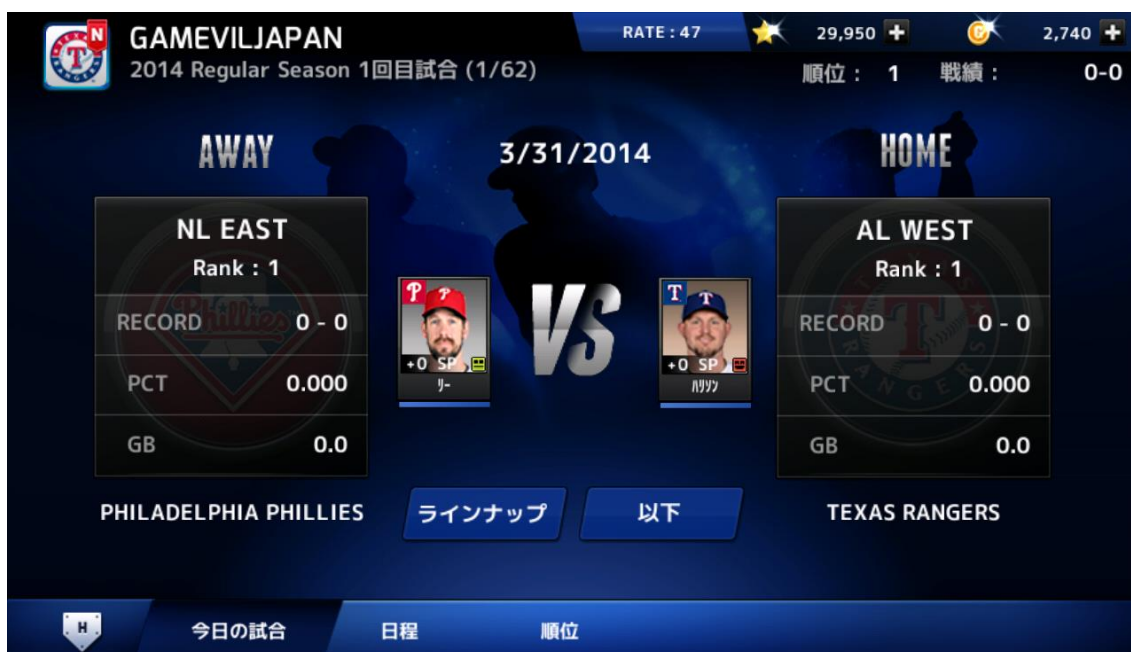 N
GAMEVILJAPAN
RATE : 47
29,950 +
G
2,740 +
2014 Regular Season 1回目試合 (1/62)
順位 : 1 戦績 : 0-0
AWAY
3/31/2014
HOME
NL EAST
Rank : 1
RECORD 0 - 0
PCT 0.000
GB 0.0
Phillies
P P
+0 SP
リー
VS
T T
+0 SP
ハリソン
AL WEST
Rank : 1
RECORD 0 - 0
PCT 0.000
GB 0.0
TEXAS RANGERS
T
PHILADELPHIA PHILLIES
ラインナップ
以下
TEXAS RANGERS
H
今日の試合
日程
順位